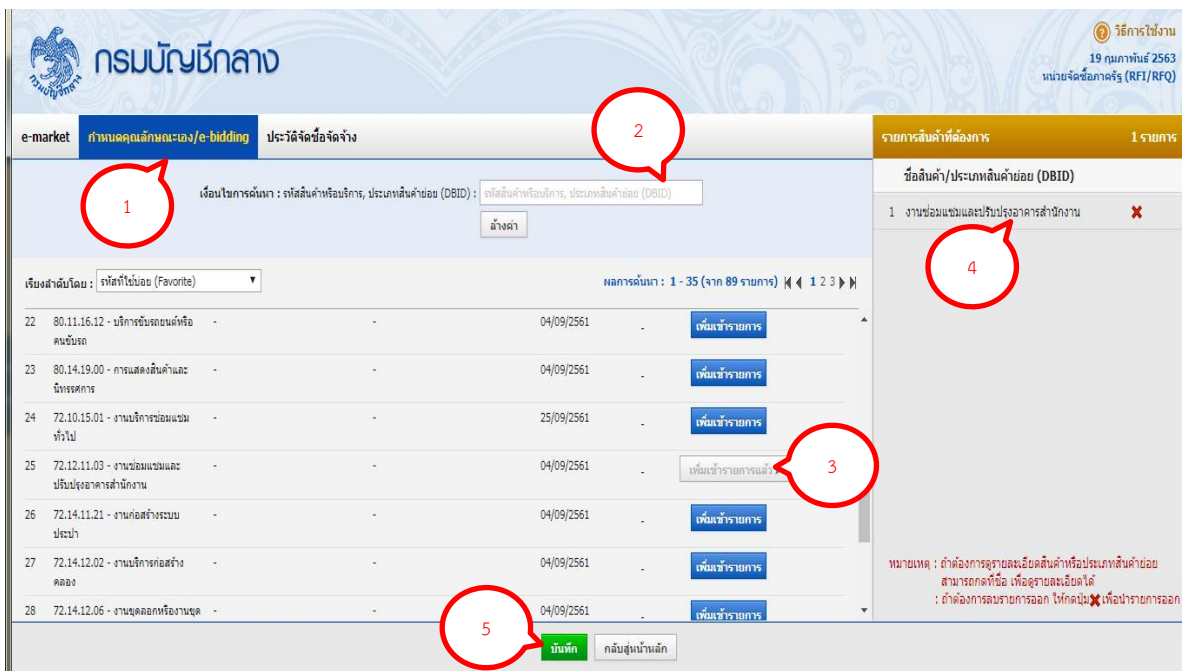 กรมบัญชีกลาง
กรมบัญชีกลาง
? วิธีการใช้งาน
19 กุมภาพันธ์ 2563
หน่วยจัดซื้อภาครัฐ (RFI/RFQ)
e-market กำหนดคุณลักษณะเอง/e-bidding ประวัติจัดซื้อจัดจ้าง
1
2
เงื่อนไขการค้นหา : รหัสสินค้าหรือบริการ, ประเภทสินค้าย่อย (DBID) : รหัสสินค้าหรือบริการ, ประเภทสินค้าย่อย (DBID)
ล้างค่า
เรียงลำดับโดย : รหัสที่ใช้บ่อย (Favorite)
ผลการค้นหา : 1 - 35 (จาก 89 รายการ) 1 2 3
22 80.11.16.12 - บริการขับรถยนต์หรือ - - 04/09/2561 - เพิ่มเข้ารายการ
คนขับรถ
23 80.14.19.00 - การแสดงสินค้าและ - - 04/09/2561 - เพิ่มเข้ารายการ
นิทรรศการ
24 72.10.15.01 - งานบริการซ่อมแซม - - 25/09/2561 - เพิ่มเข้ารายการ
ทั่วไป
25 72.12.11.03 - งานซ่อมแซมและ - - 04/09/2561 - เพิ่มเข้ารายการแล้ว
ปรับปรุงอาคารสำนักงาน
3
26 72.14.11.21 - งานก่อสร้างระบบ - - 04/09/2561 - เพิ่มเข้ารายการ
ประปา
27 72.14.12.02 - งานบริการก่อสร้าง - - 04/09/2561 - เพิ่มเข้ารายการ
คลอง
28 72.14.12.06 - งานขุดลอกหรืองานขุด - - 04/09/2561 - เพิ่มเข้ารายการ
รายการสินค้าที่ต้องการ 1 รายการ
ชื่อสินค้า/ประเภทสินค้าย่อย (DBID)
1 งานซ่อมแซมและปรับปรุงอาคารสำนักงาน
4
หมายเหตุ : ถ้าต้องการดูรายละเอียดสินค้าหรือประเภทสินค้าย่อย
สามารถกดที่ชื่อ เพื่อดูรายละเอียดได้
: ถ้าต้องการลบรายการออก ให้กดปุ่ม เพื่อนำรายการออก
5
บันทึก กลับสู่หน้าหลัก